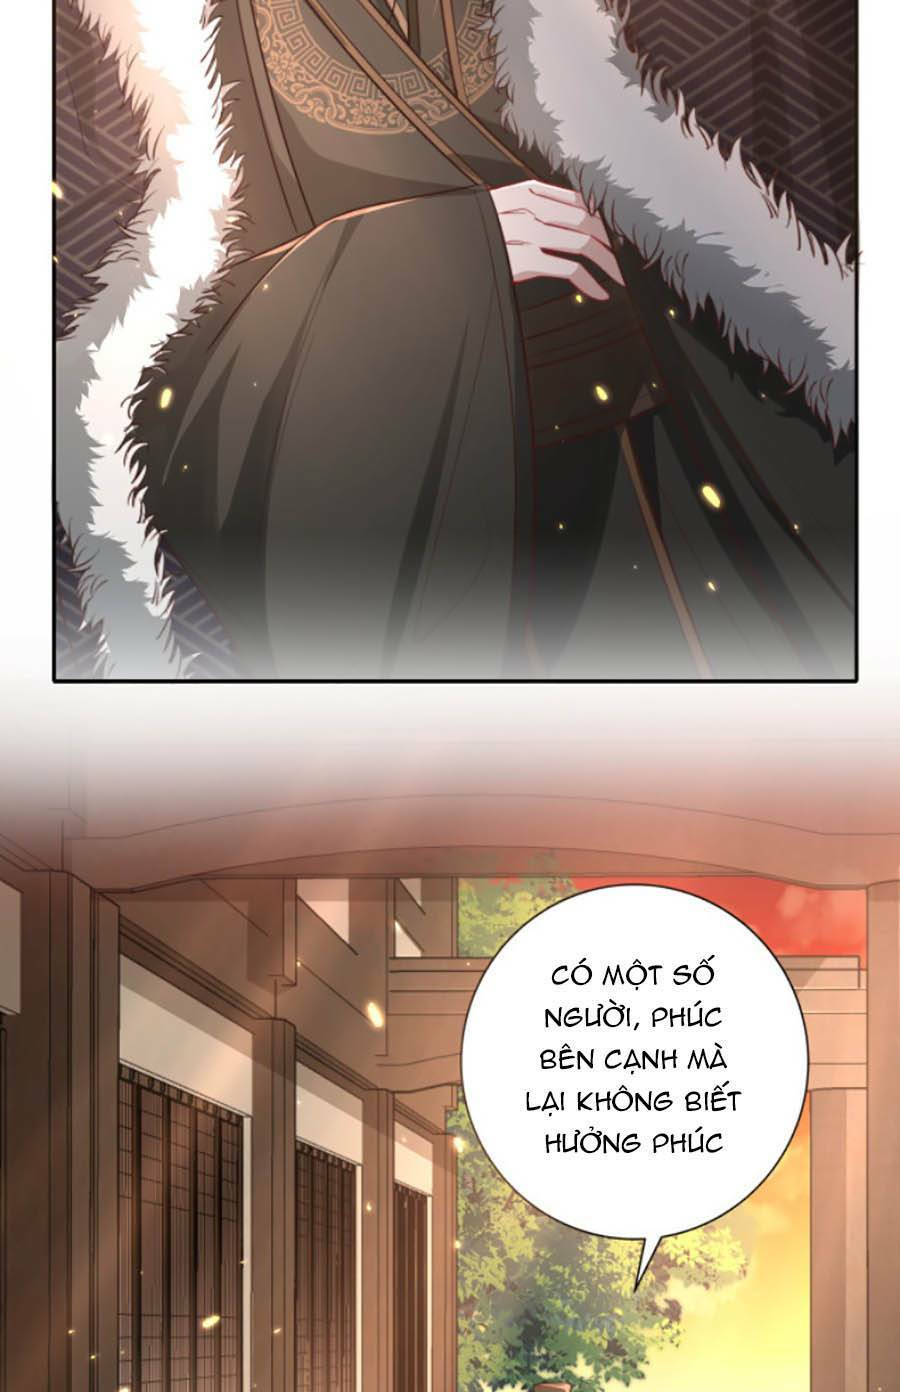 CÓ MỘT SỐ
NGƯỜI, PHÚC
BÊN CẠNH MÀ
LẠI KHÔNG BIẾT
HƯỞNG PHÚC